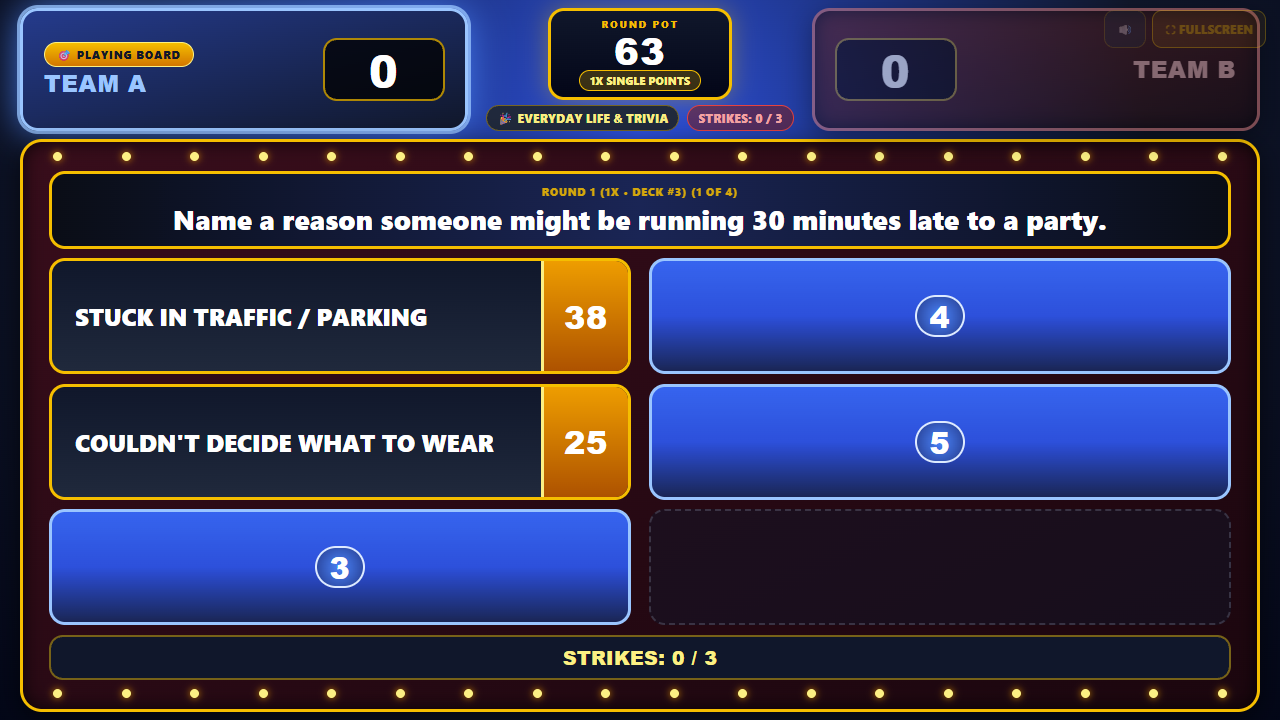 PLAYING BOARD
TEAM A
0
ROUND POT
63
1X SINGLE POINTS
EVERYDAY LIFE & TRIVIA
STRIKES: 0 / 3
0
FULLSCREEN
TEAM B
ROUND 1 (1X • DECK #3) (1 OF 4)
Name a reason someone might be running 30 minutes late to a party.
STUCK IN TRAFFIC / PARKING
38
COULDN'T DECIDE WHAT TO WEAR
25
3
4
5
STRIKES: 0 / 3